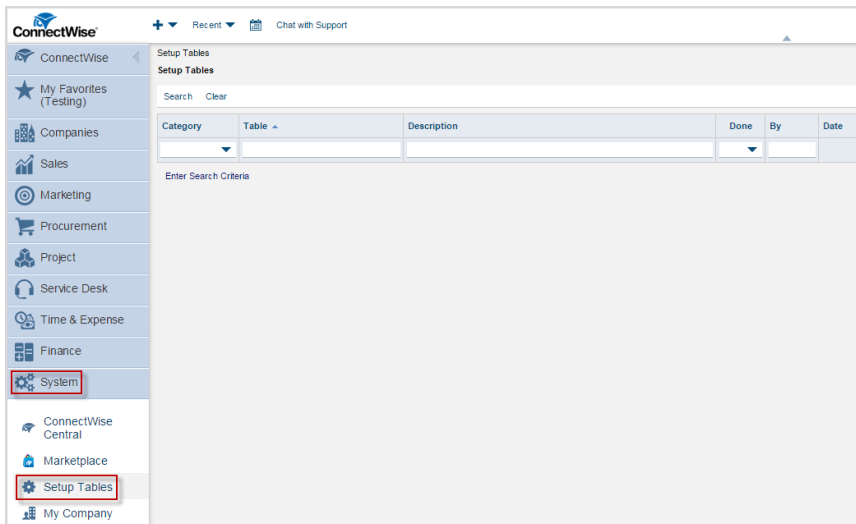 ConnectWise
Recent
Chat with Support
ConnectWise
My Favorites
(Testing)
Companies
Sales
Marketing
Procurement
Project
Service Desk
Time & Expense
Finance
System
ConnectWise
Central
Marketplace
Setup Tables
My Company
Setup Tables
Setup Tables
Search Clear
Category Table Description Done By Date
Enter Search Criteria